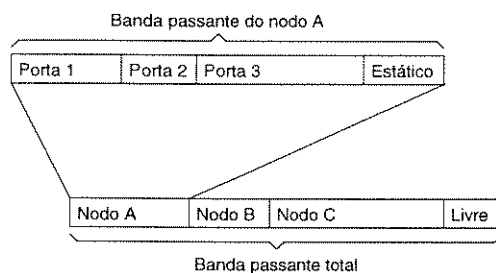 Banda passante do nodo A
Porta 1 Porta 2 Porta 3 Estático
Nodo A Nodo B Nodo C Livre
Banda passante total